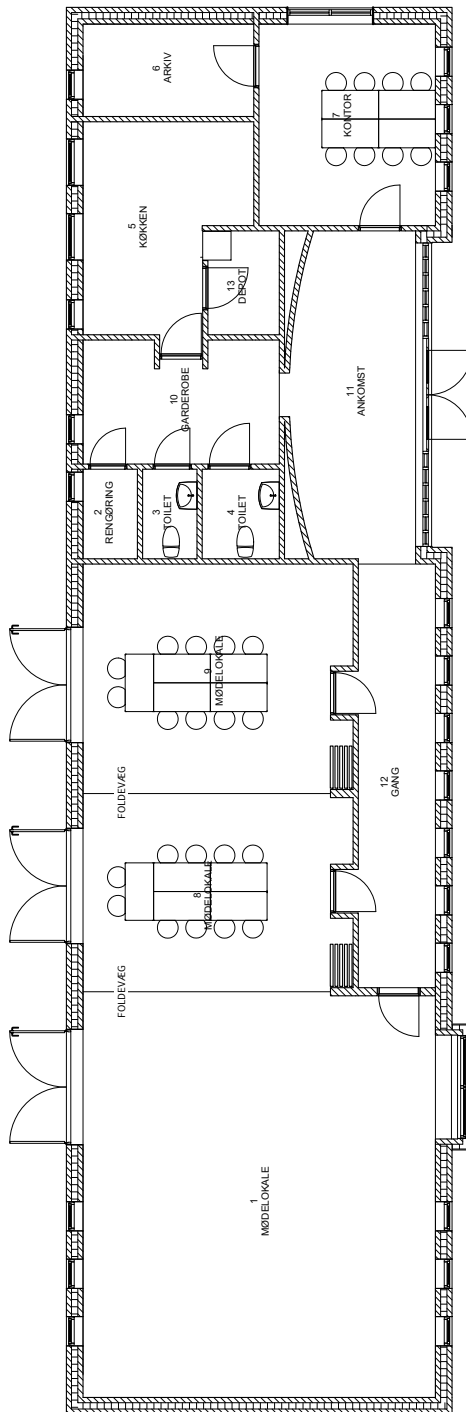 6
ARKIV
7
KONTOR
5
KØKKEN
13
DEPOT
10
GARDEROBE
11
ANKOMST
2
RENGØRING
3
TOILET
4
TOILET
9
MØDELOKALE
FOLDEVÆG
12
GANG
8
MØDELOKALE
FOLDEVÆG
1
MØDELOKALE